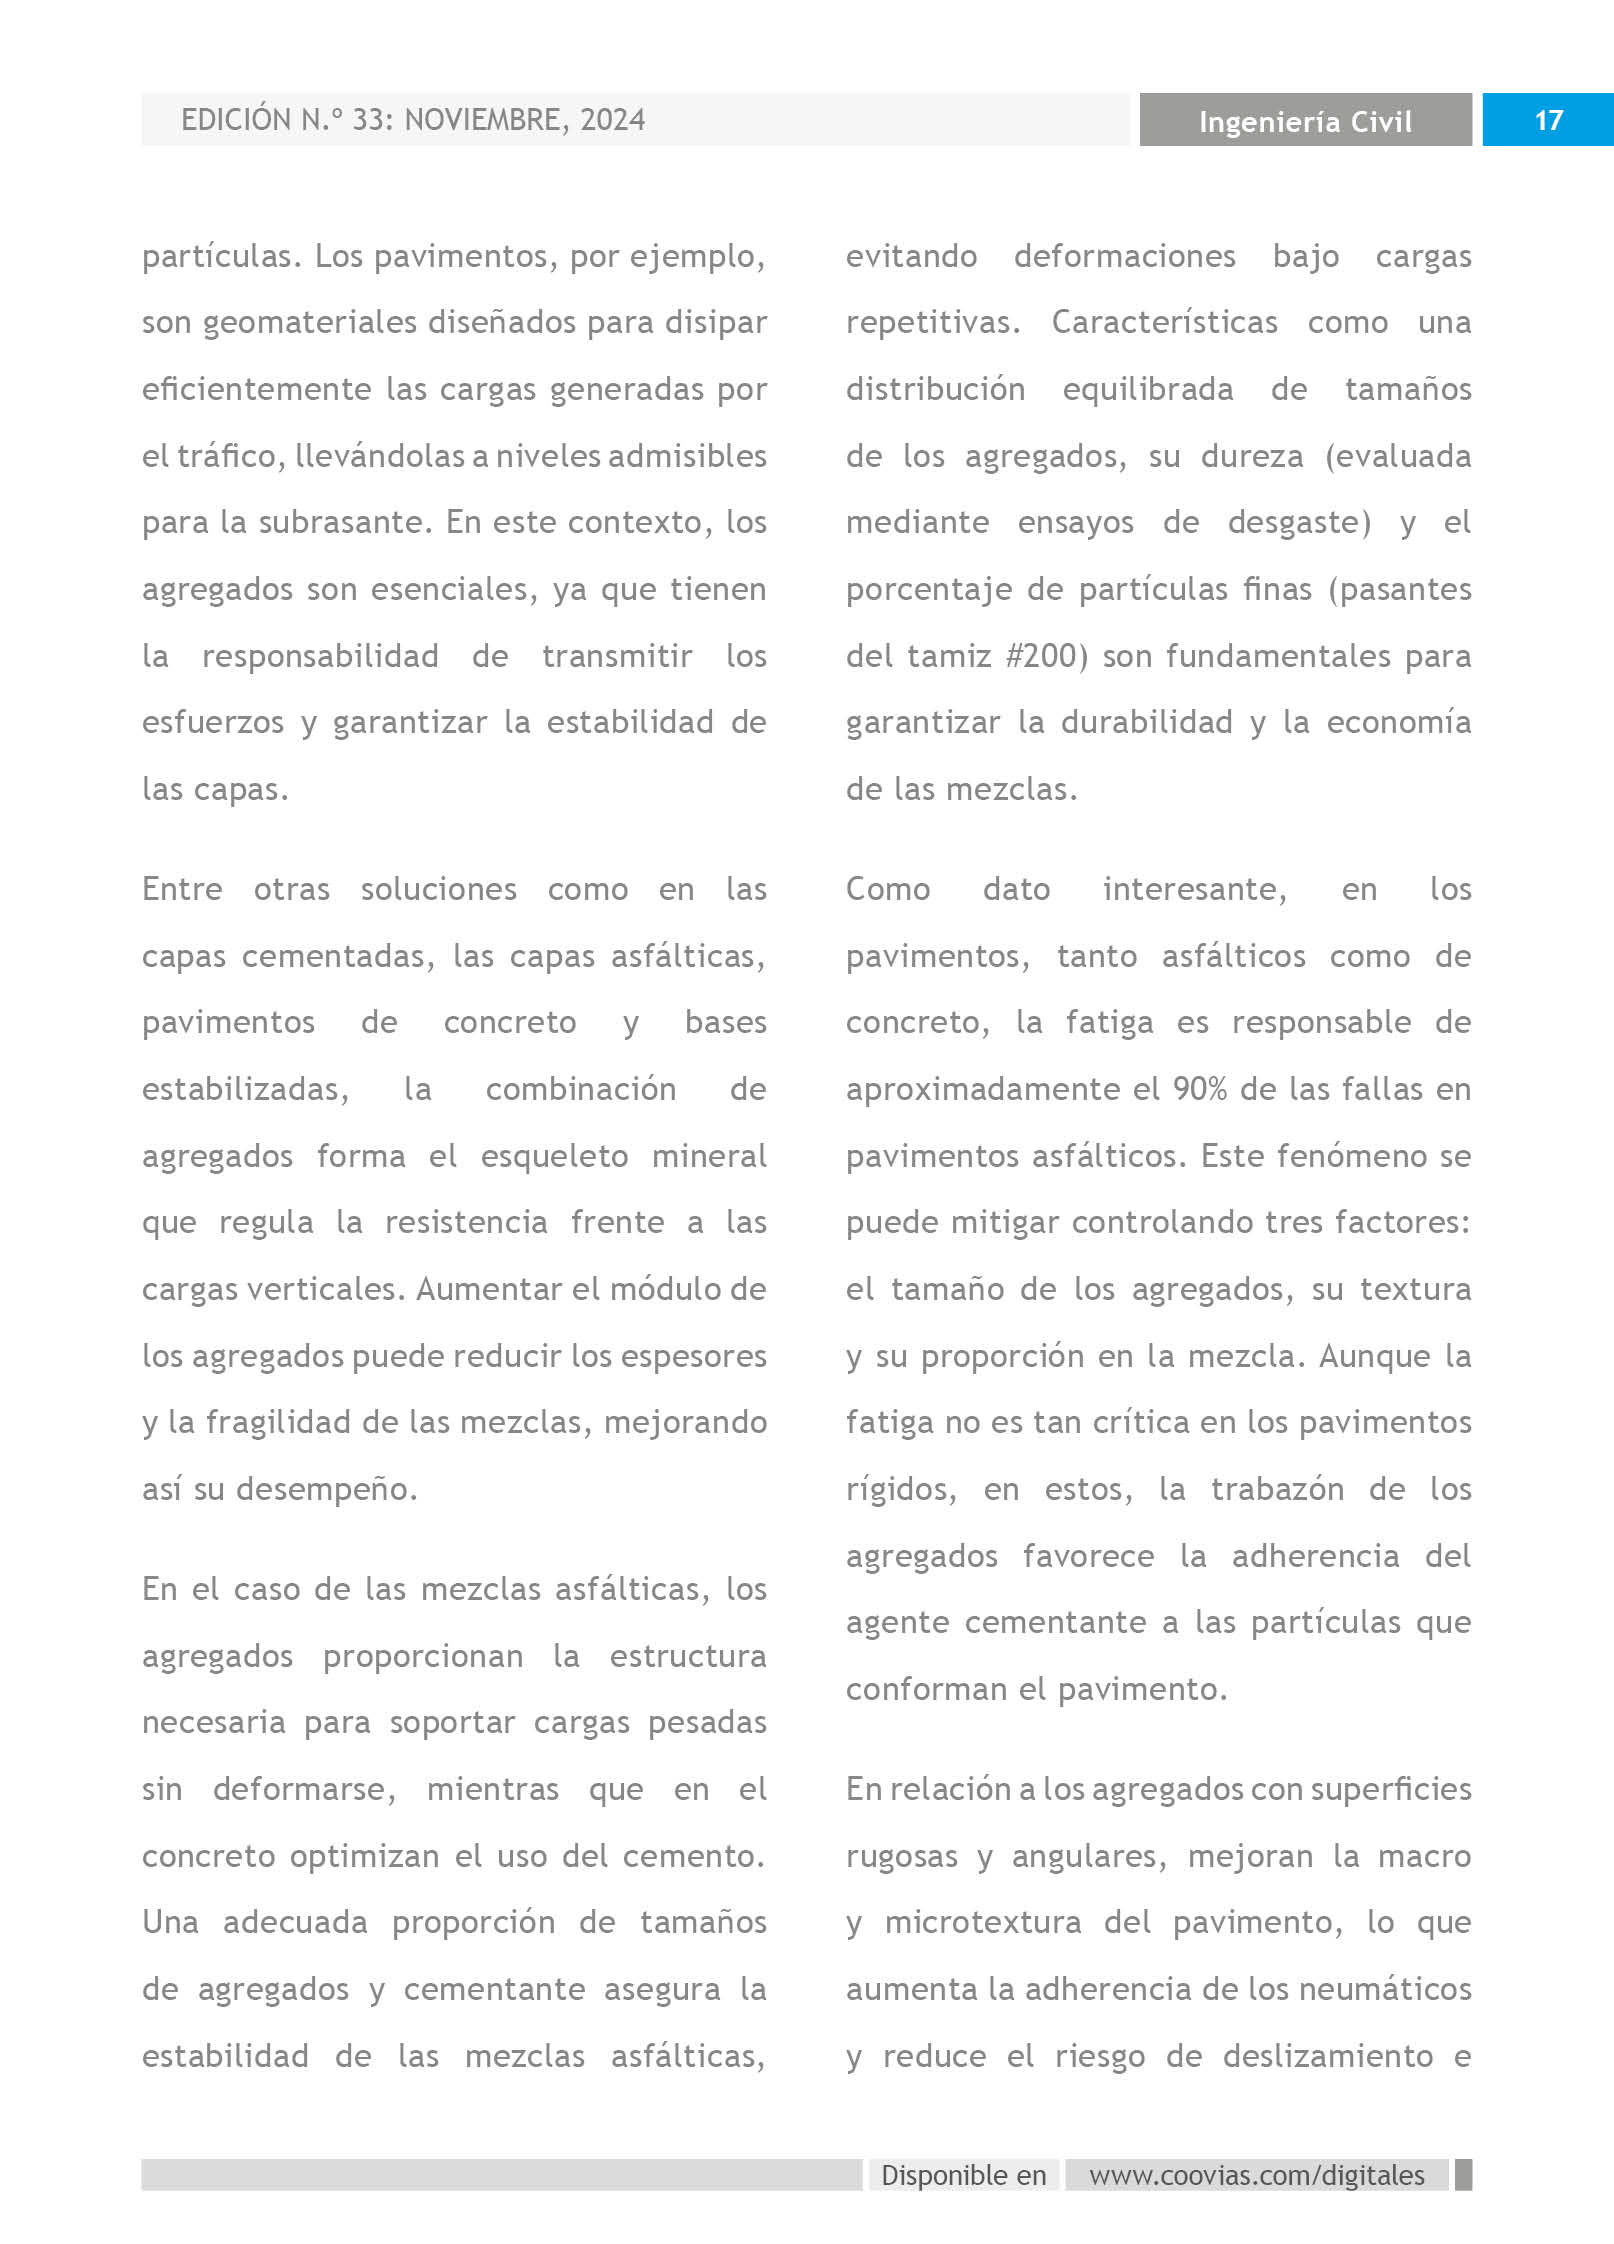 EDICIÓN N.º 33: NOVIEMBRE, 2024
Ingeniería Civil
17
partículas. Los pavimentos, por ejemplo,
son geomateriales diseñados para disipar
eficientemente las cargas generadas por
el tráfico, llevándolas a niveles admisibles
para la subrasante. En este contexto, los
agregados son esenciales, ya que tienen
la responsabilidad de transmitir los
esfuerzos y garantizar la estabilidad de
las capas.
Entre otras soluciones como en las
capas cementadas, las capas asfálticas,
pavimentos de concreto y bases
estabilizadas, la combinación de
agregados forma el esqueleto mineral
que regula la resistencia frente a las
cargas verticales. Aumentar el módulo de
los agregados puede reducir los espesores
y la fragilidad de las mezclas, mejorando
así su desempeño.
En el caso de las mezclas asfálticas, los
agregados proporcionan la estructura
necesaria para soportar cargas pesadas
sin deformarse, mientras que en el
concreto optimizan el uso del cemento.
Una adecuada proporción de tamaños
de agregados y cementante asegura la
estabilidad de las mezclas asfálticas,
evitando deformaciones bajo cargas
repetitivas. Características como una
distribución equilibrada de tamaños
de los agregados, su dureza (evaluada
mediante ensayos de desgaste) y el
porcentaje de partículas finas (pasantes
del tamiz #200) son fundamentales para
garantizar la durabilidad y la economía
de las mezclas.
Como dato interesante, en los
pavimentos, tanto asfálticos como de
concreto, la fatiga es responsable de
aproximadamente el 90% de las fallas en
pavimentos asfálticos. Este fenómeno se
puede mitigar controlando tres factores:
el tamaño de los agregados, su textura
y su proporción en la mezcla. Aunque la
fatiga no es tan crítica en los pavimentos
rígidos, en estos, la trabazón de los
agregados favorece la adherencia del
agente cementante a las partículas que
conforman el pavimento.
En relación a los agregados con superficies
rugosas y angulares, mejoran la macro
y microtextura del pavimento, lo que
aumenta la adherencia de los neumáticos
y reduce el riesgo de deslizamiento e
Disponible en
www.coovias.com/digitales